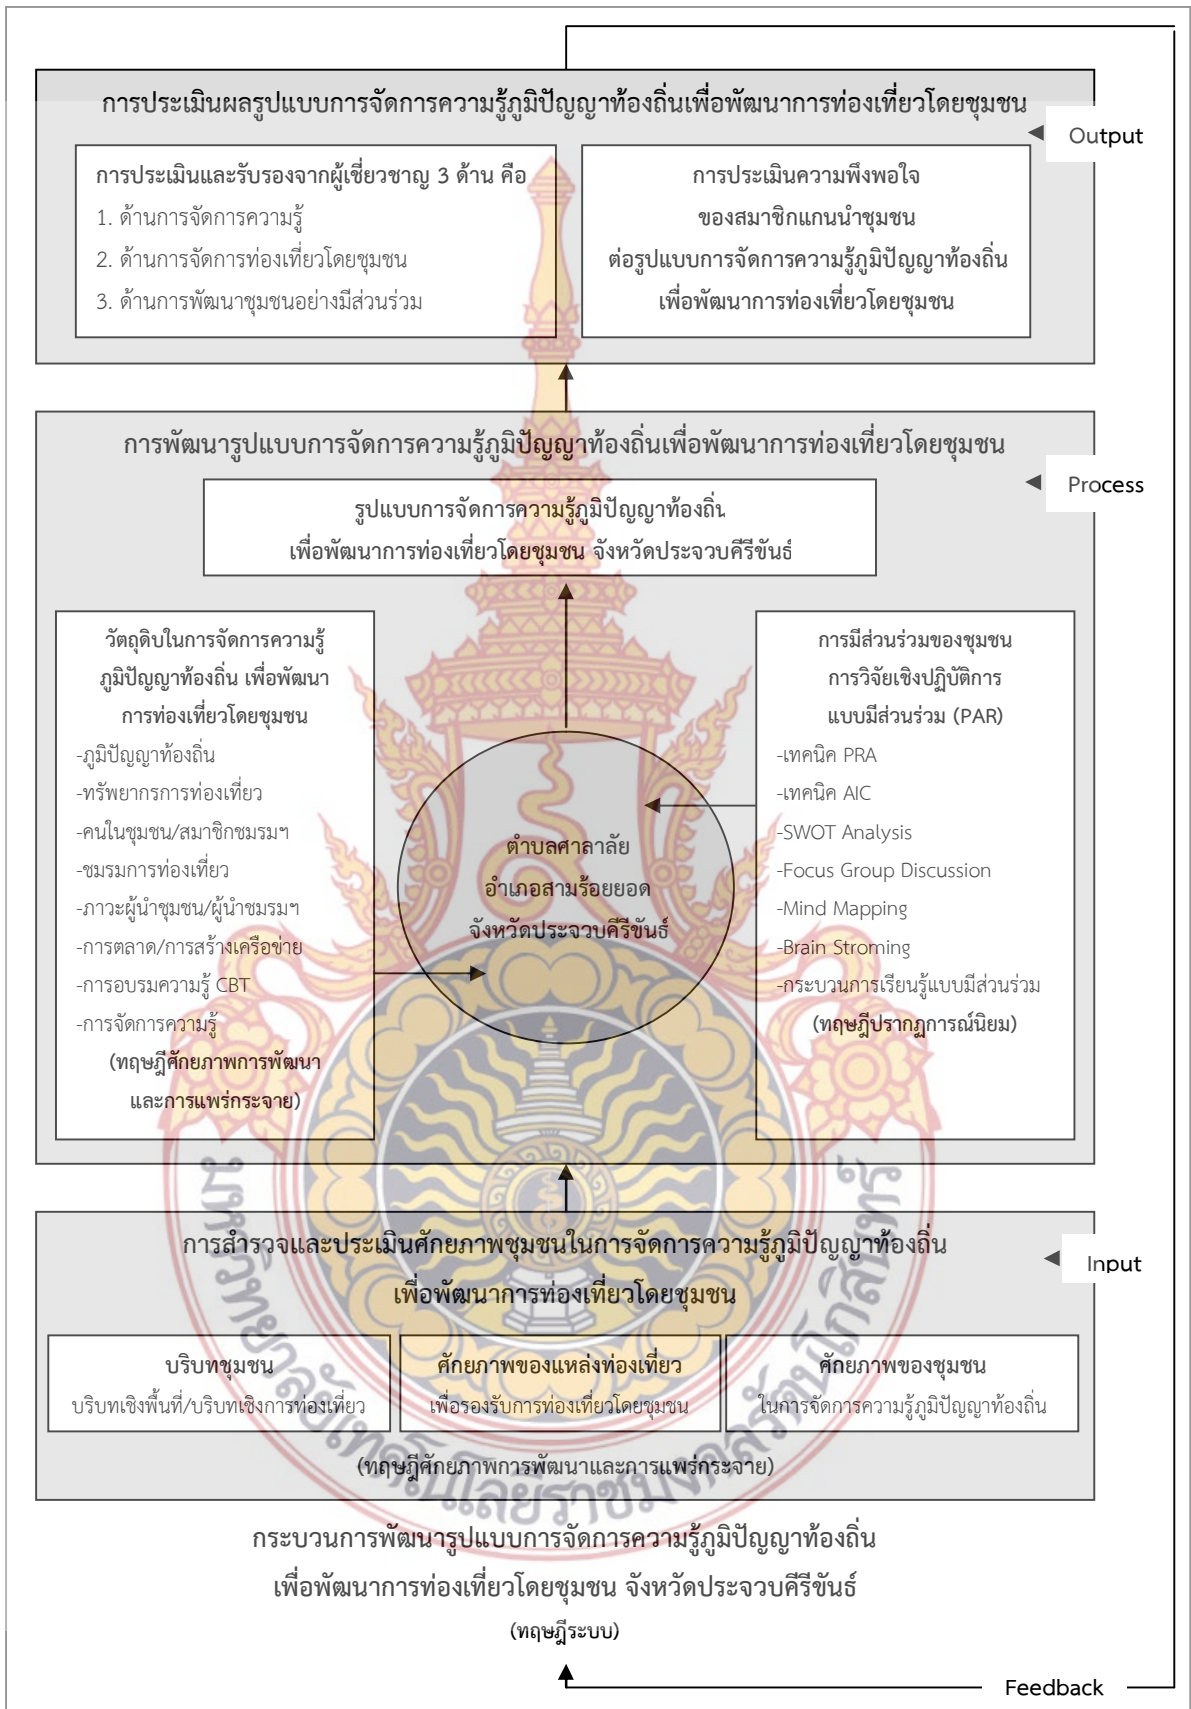 การประเมินผลรูปแบบการจัดการความรู้ภูมิปัญญาท้องถิ่นเพื่อพัฒนาการท่องเที่ยวโดยชุมชน
Output
การประเมินและรับรองจากผู้เชี่ยวชาญ 3 ด้าน คือ
1. ด้านการจัดการความรู้
2. ด้านการจัดการท่องเที่ยวโดยชุมชน
3. ด้านการพัฒนาชุมชนอย่างมีส่วนร่วม
การประเมินความพึงพอใจ
ของสมาชิกแกนนำชุมชน
ต่อรูปแบบการจัดการความรู้ภูมิปัญญาท้องถิ่น
เพื่อพัฒนาการท่องเที่ยวโดยชุมชน
การพัฒนารูปแบบการจัดการความรู้ภูมิปัญญาท้องถิ่นเพื่อพัฒนาการท่องเที่ยวโดยชุมชน
Process
รูปแบบการจัดการความรู้ภูมิปัญญาท้องถิ่น
เพื่อพัฒนาการท่องเที่ยวโดยชุมชน จังหวัดประจวบคีรีขันธ์
วัตถุดิบในการจัดการความรู้
ภูมิปัญญาท้องถิ่น เพื่อพัฒนา
การท่องเที่ยวโดยชุมชน
-ภูมิปัญญาท้องถิ่น
-ทรัพยากรการท่องเที่ยว
-คนในชุมชน/สมาชิกชมรมฯ
-ชมรมการท่องเที่ยว
-ภาวะผู้นำชุมชน/ผู้นำชมรมฯ
-การตลาด/การสร้างเครือข่าย
-การอบรมความรู้ CBT
-การจัดการความรู้
(ทฤษฎีศักยภาพการพัฒนา
และการแพร่กระจาย)
ตำบลศาลาลัย
อำเภอสามร้อยยอด
จังหวัดประจวบคีรีขันธ์
การมีส่วนร่วมของชุมชน
การวิจัยเชิงปฏิบัติการ
แบบมีส่วนร่วม (PAR)
-เทคนิค PRA
-เทคนิค AIC
-SWOT Analysis
-Focus Group Discussion
-Mind Mapping
-Brain Stroming
-กระบวนการเรียนรู้แบบมีส่วนร่วม
(ทฤษฎีปรากฏการณ์นิยม)
การสำรวจและประเมินศักยภาพชุมชนในการจัดการความรู้ภูมิปัญญาท้องถิ่น
เพื่อพัฒนาการท่องเที่ยวโดยชุมชน
Input
บริบทชุมชน
บริบทเชิงพื้นที่/บริบทเชิงการท่องเที่ยว
ศักยภาพของแหล่งท่องเที่ยว
เพื่อรองรับการท่องเที่ยวโดยชุมชน
ศักยภาพของชุมชน
ในการจัดการความรู้ภูมิปัญญาท้องถิ่น
(ทฤษฎีศักยภาพการพัฒนาและการแพร่กระจาย)
มหาวิทยาลัยเทคโนโลยีราชมงคลรัตนโกสินทร์
กระบวนการพัฒนารูปแบบการจัดการความรู้ภูมิปัญญาท้องถิ่น
เพื่อพัฒนาการท่องเที่ยวโดยชุมชน จังหวัดประจวบคีรีขันธ์
(ทฤษฎีระบบ)
Feedback